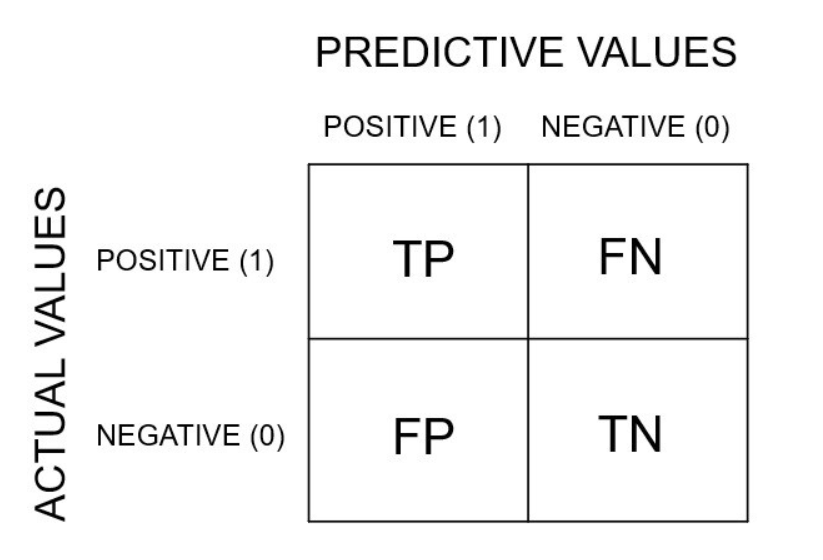 PREDICTIVE VALUES
POSITIVE (1) NEGATIVE (0)
ACTUAL VALUES
POSITIVE (1) TP FN
NEGATIVE (0) FP TN